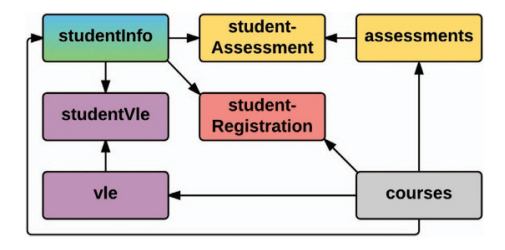 studentInfo
student-
Assessment
assessments
studentVle
student-
Registration
vle
courses